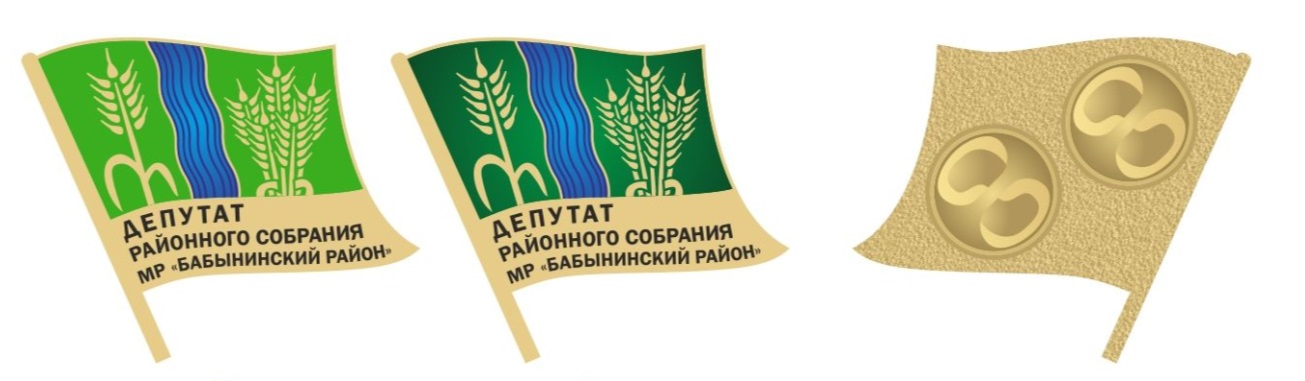 ДЕПУТАТ
РАЙОННОГО СОБРАНИЯ
МР «БАБЫНИНСКИЙ РАЙОН»
ДЕПУТАТ
РАЙОННОГО СОБРАНИЯ
МР «БАБЫНИНСКИЙ РАЙОН»